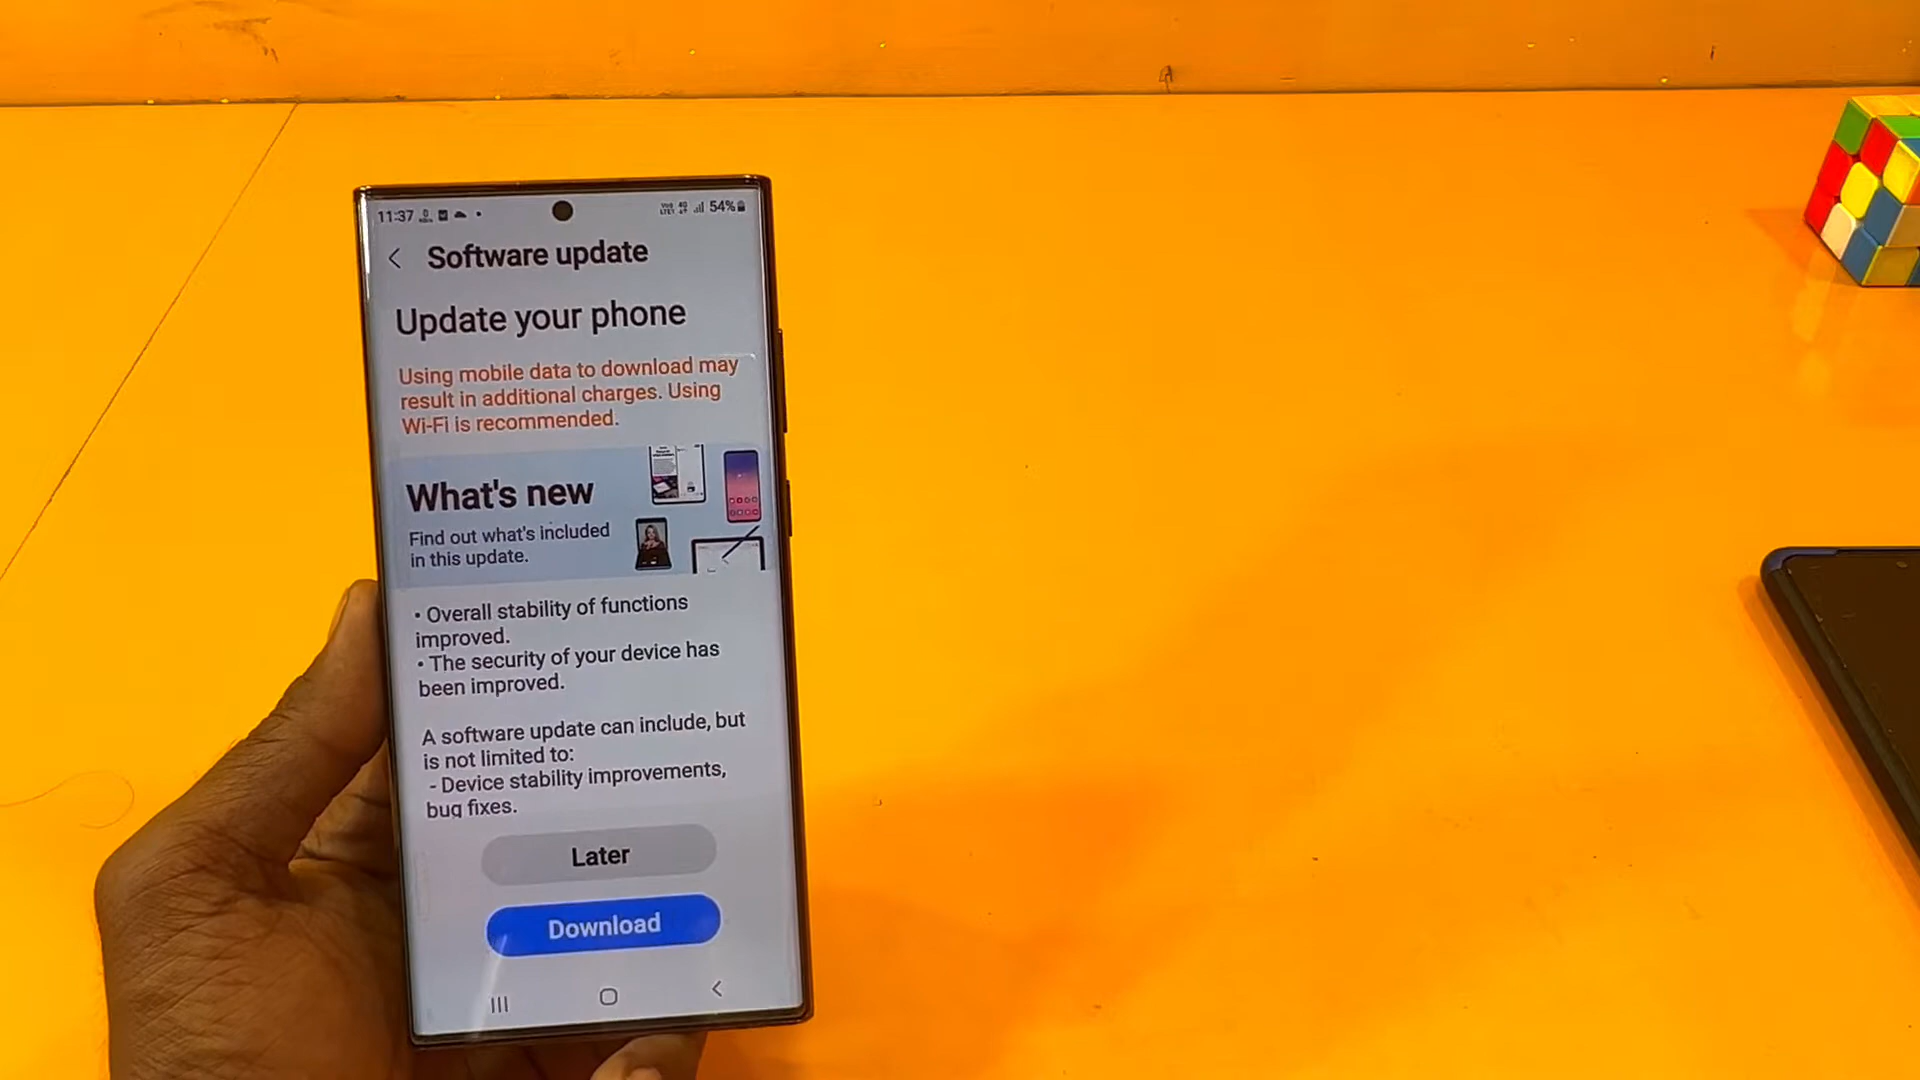 11:37
54%
Software update
Update your phone
Using mobile data to download may
result in additional charges. Using
Wi-Fi is recommended.
What's new
Find out what's included
in this update.
• Overall stability of functions
improved.
• The security of your device has
been improved.
A software update can include, but
is not limited to:
- Device stability improvements,
bug fixes.
Later
Download